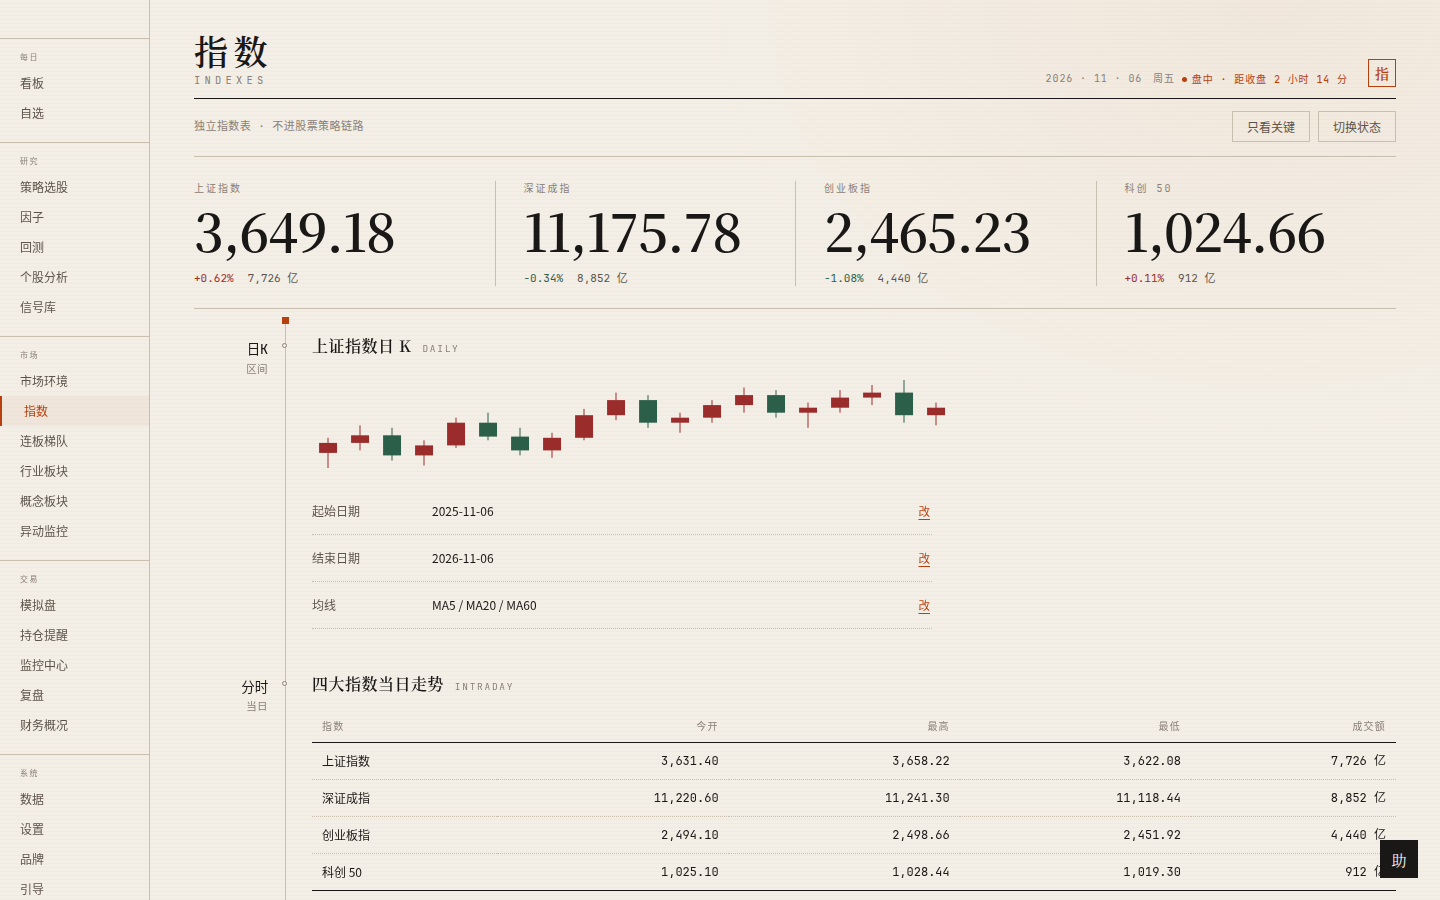 每日
看板
自选
研究
策略选股
因子
回测
个股分析
信号库
市场
市场环境
指数
连板梯队
行业板块
概念板块
异动监控
交易
模拟盘
持仓提醒
监控中心
复盘
财务概况
系统
数据
设置
品牌
引导
指数
INDEXES
2026 · 11 · 06 周五 盘中 · 距收盘 2 小时 14 分 指
独立指数表 · 不进股票策略链路 只看关键 切换状态
上证指数 深证成指 创业板指 科创 50
3,649.18 11,175.78 2,465.23 1,024.66
+0.62% 7,726 亿 -0.34% 8,852 亿 -1.08% 4,440 亿 +0.11% 912 亿
日K
区间
上证指数日 K DAILY
起始日期 2025-11-06 改
结束日期 2026-11-06 改
均线 MA5 / MA20 / MA60 改
分时
当日
四大指数当日走势 INTRADAY
指数 今开 最高 最低 成交额
上证指数 3,631.40 3,658.22 3,622.08 7,726 亿
深证成指 11,220.60 11,241.30 11,118.44 8,852 亿
创业板指 2,494.10 2,498.66 2,451.92 4,440 亿
科创 50 1,025.10 1,028.44 1,019.30 912
助